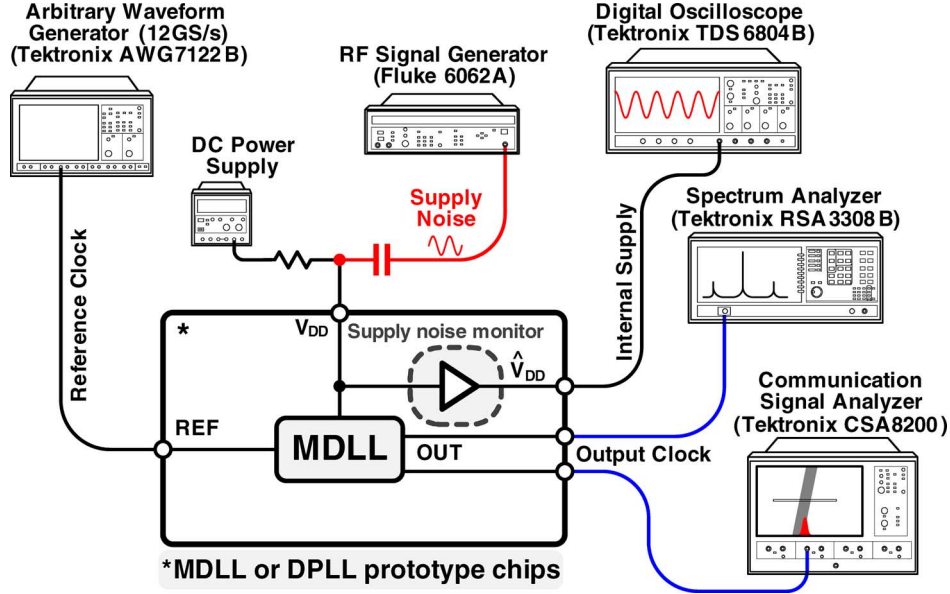 Arbitrary Waveform
Generator (12GS/s)
(Tektronix AWG7122B)
RF Signal Generator
(Fluke 6062A)
Digital Oscilloscope
(Tektronix TDS6804B)
DC Power
Supply
Supply
Noise
Spectrum Analyzer
(Tektronix RSA3308B)
Reference Clock
Internal Supply
*
VDD
Supply noise monitor
V̂DD
Communication
Signal Analyzer
(Tektronix CSA8200)
REF
MDLL
OUT
Output Clock
*MDLL or DPLL prototype chips